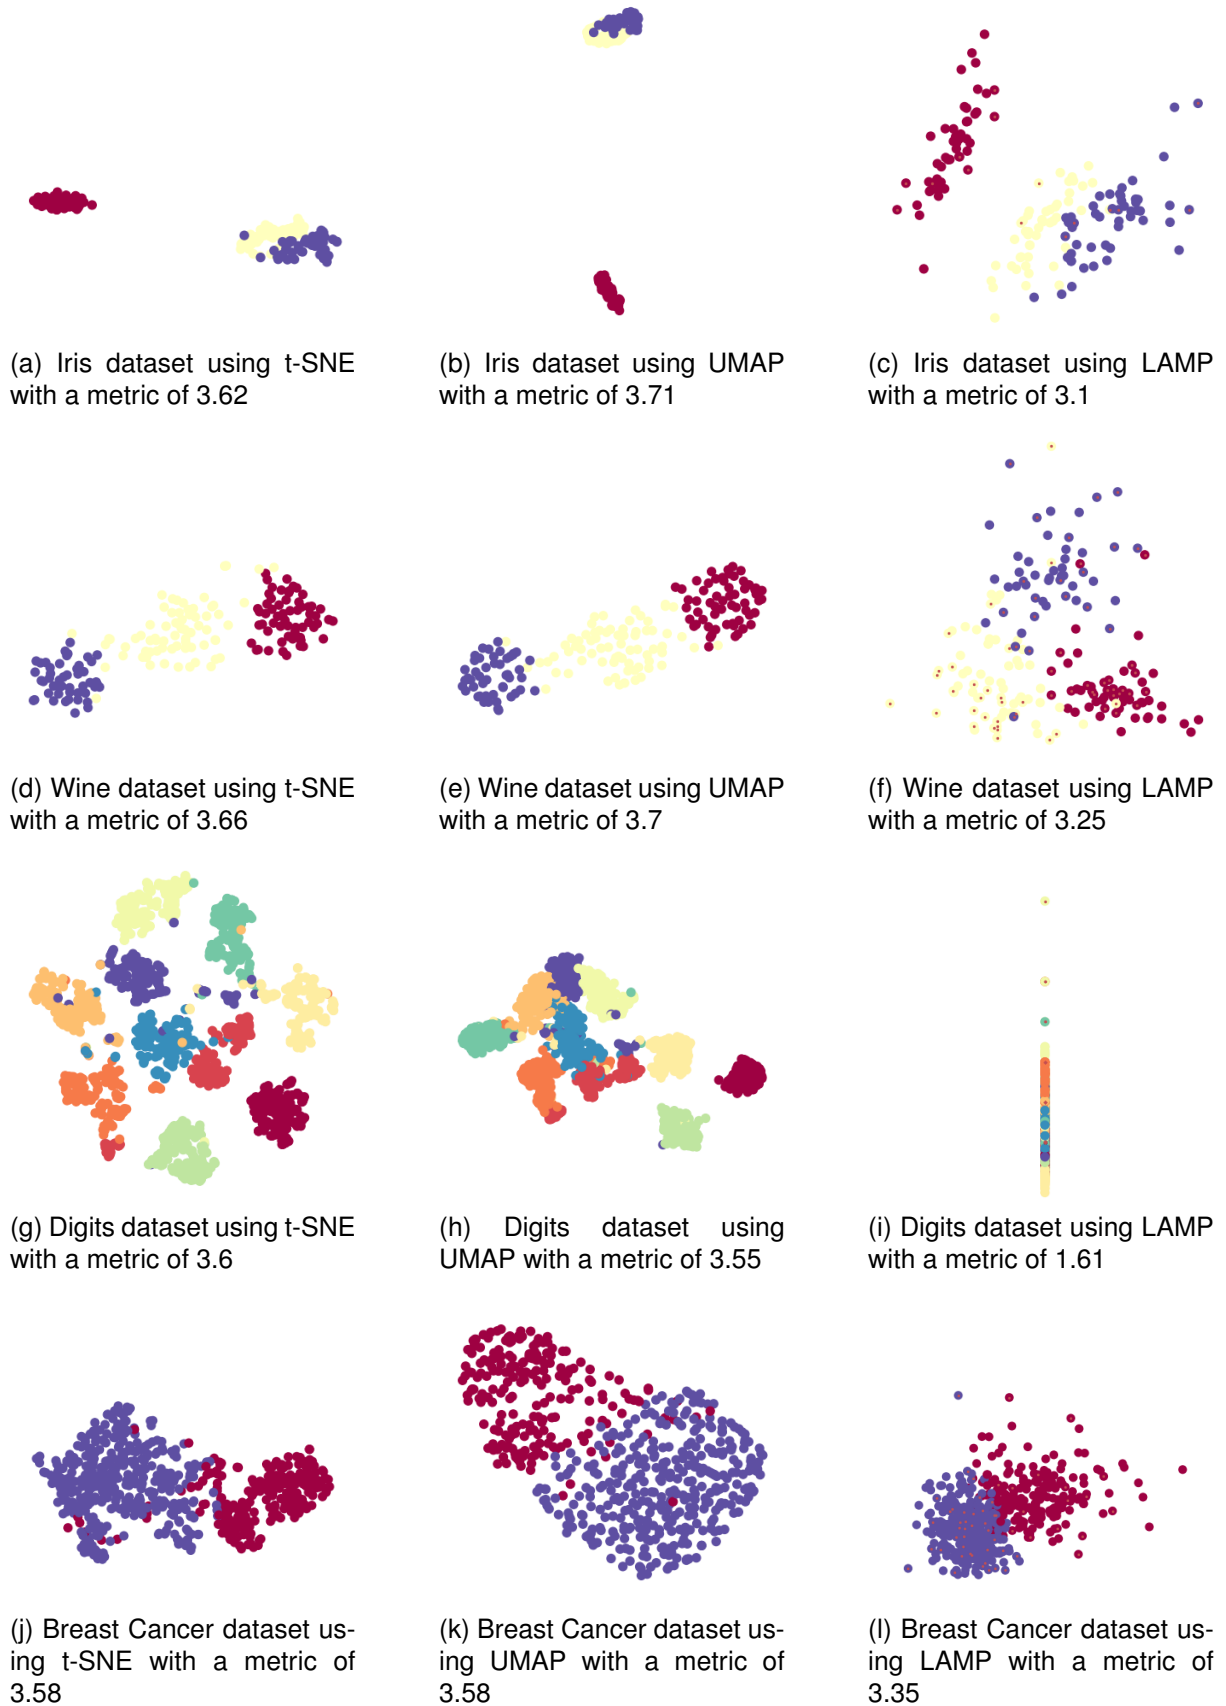 (a) Iris dataset using t-SNE
with a metric of 3.62
(b) Iris dataset using UMAP
with a metric of 3.71
(c) Iris dataset using LAMP
with a metric of 3.1
(d) Wine dataset using t-SNE
with a metric of 3.66
(e) Wine dataset using UMAP
with a metric of 3.7
(f) Wine dataset using LAMP
with a metric of 3.25
(g) Digits dataset using t-SNE
with a metric of 3.6
(h) Digits dataset using
UMAP with a metric of 3.55
(i) Digits dataset using LAMP
with a metric of 1.61
(j) Breast Cancer dataset us-
ing t-SNE with a metric of
3.58
(k) Breast Cancer dataset us-
ing UMAP with a metric of
3.58
(l) Breast Cancer dataset us-
ing LAMP with a metric of
3.35